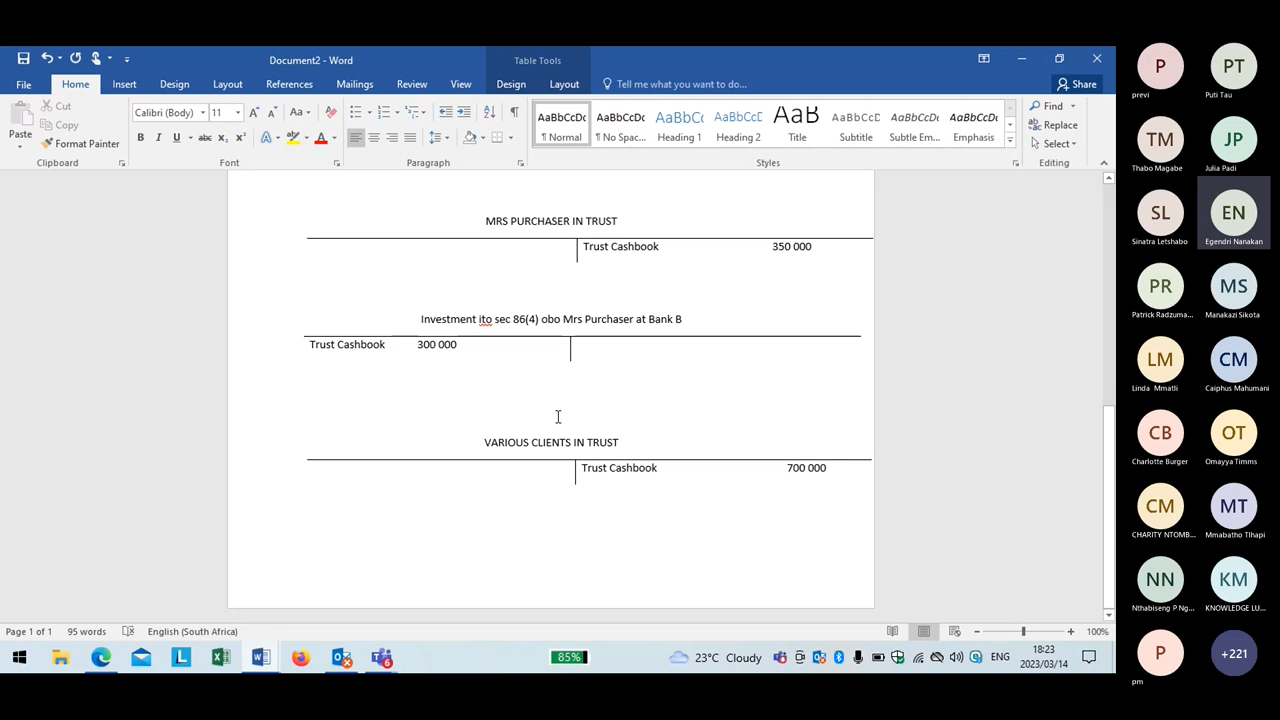 Document2 - Word
Table Tools
File
Home
Insert
Design
Layout
References
Mailings
Review
View
Design
Layout
Tell me what you want to do...
Share
Paste
Cut
Copy
Format Painter
Clipboard
Calibri (Body)
11
Font
Paragraph
AaBbCcDc
¶ Normal
AaBbCcDc
¶ No Spac...
AaBbCc
Heading 1
AaBbCcD
Heading 2
AaB
Title
AaBbCcD
Subtitle
AaBbCcDc
Subtle Em...
AaBbCcDc
Emphasis
Styles
Find
Replace
Select
Editing
MRS PURCHASER IN TRUST
Trust Cashbook 350 000
Investment ito sec 86(4) obo Mrs Purchaser at Bank B
Trust Cashbook 300 000
VARIOUS CLIENTS IN TRUST
Trust Cashbook 700 000
Page 1 of 1
95 words
English (South Africa)
100%
85%
23°C Cloudy
ENG
18:23
2023/03/14
P
previ
PT
Puti Tau
TM
Thabo Magabe
JP
Julia Padi
SL
Sinatra Letshabo
EN
Egendri Nanakan
PR
Patrick Radzuma...
MS
Manakazi Sikota
LM
Linda Mmatli
CM
Caiphus Mahumani
CB
Charlotte Burger
OT
Omayya Timms
CM
CHARITY NTOMB...
MT
Mmabatho Tlhapi
NN
Nthabiseng P Ng...
KM
KNOWLEDGE LU...
P
pm
+221